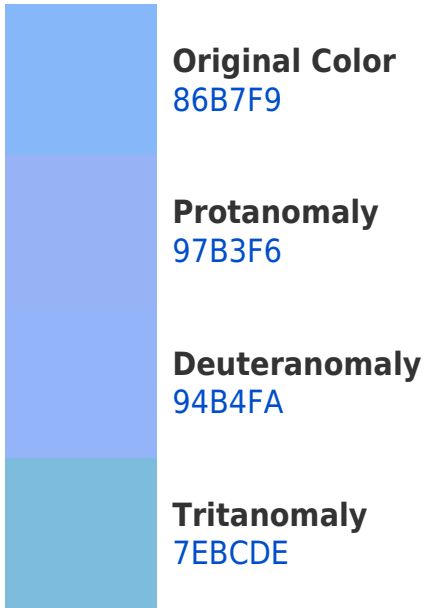 Original Color
86B7F9
Protanomaly
97B3F6
Deuteranomaly
94B4FA
Tritanomaly
7EBCDE